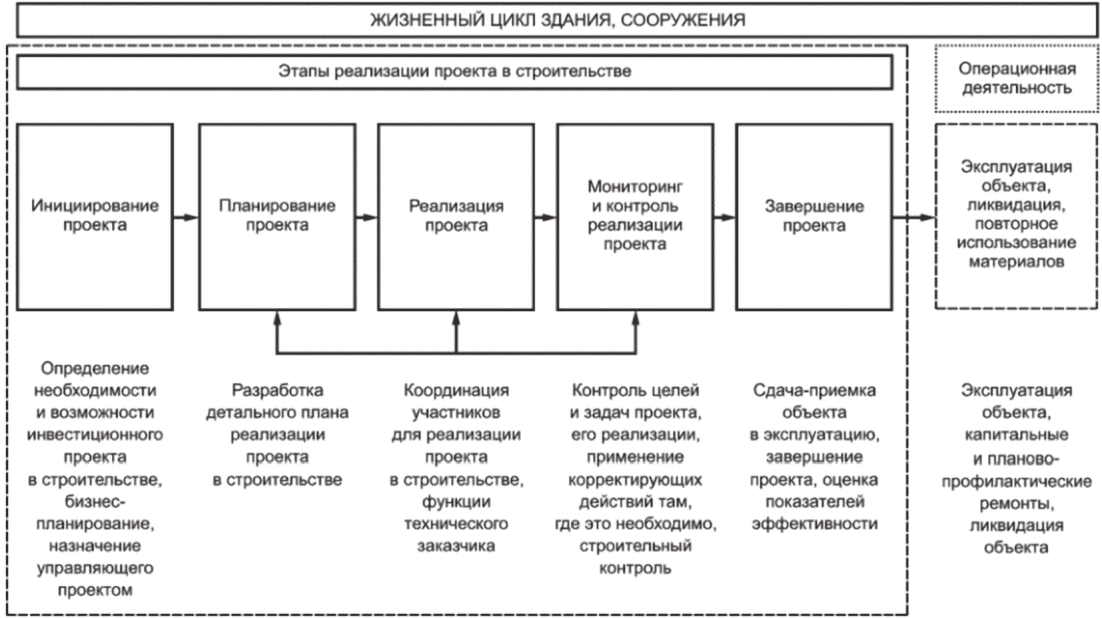 ЖИЗНЕННЫЙ ЦИКЛ ЗДАНИЯ, СООРУЖЕНИЯ
Этапы реализации проекта в строительстве
Операционная
деятельность
Инициирование
проекта
Планирование
проекта
Реализация
проекта
Мониторинг
и контроль
реализации
проекта
Завершение
проекта
Эксплуатация
объекта,
ликвидация,
повторное
использование
материалов
Определение
необходимости
и возможности
инвестиционного
проекта
в строительстве,
бизнес-
планирование,
назначение
управляющего
проектом
Разработка
детального плана
реализации
проекта
в строительстве
Координация
участников
для реализации
проекта
в строительстве,
функции
технического
заказчика
Контроль целей
и задач проекта,
его реализации,
применение
корректирующих
действий там,
где это необходимо,
строительный
контроль
Сдача-приемка
объекта
в эксплуатацию,
завершение
проекта, оценка
показателей
эффективности
Эксплуатация
объекта,
капитальные
и планово-
профилактические
ремонты,
ликвидация
объекта